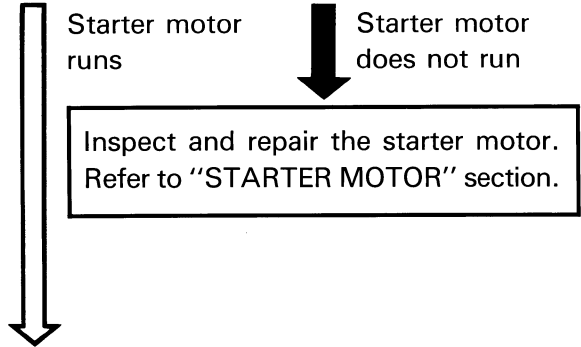 Starter motor
runs
Starter motor
does not run
Inspect and repair the starter motor.
Refer to "STARTER MOTOR" section.